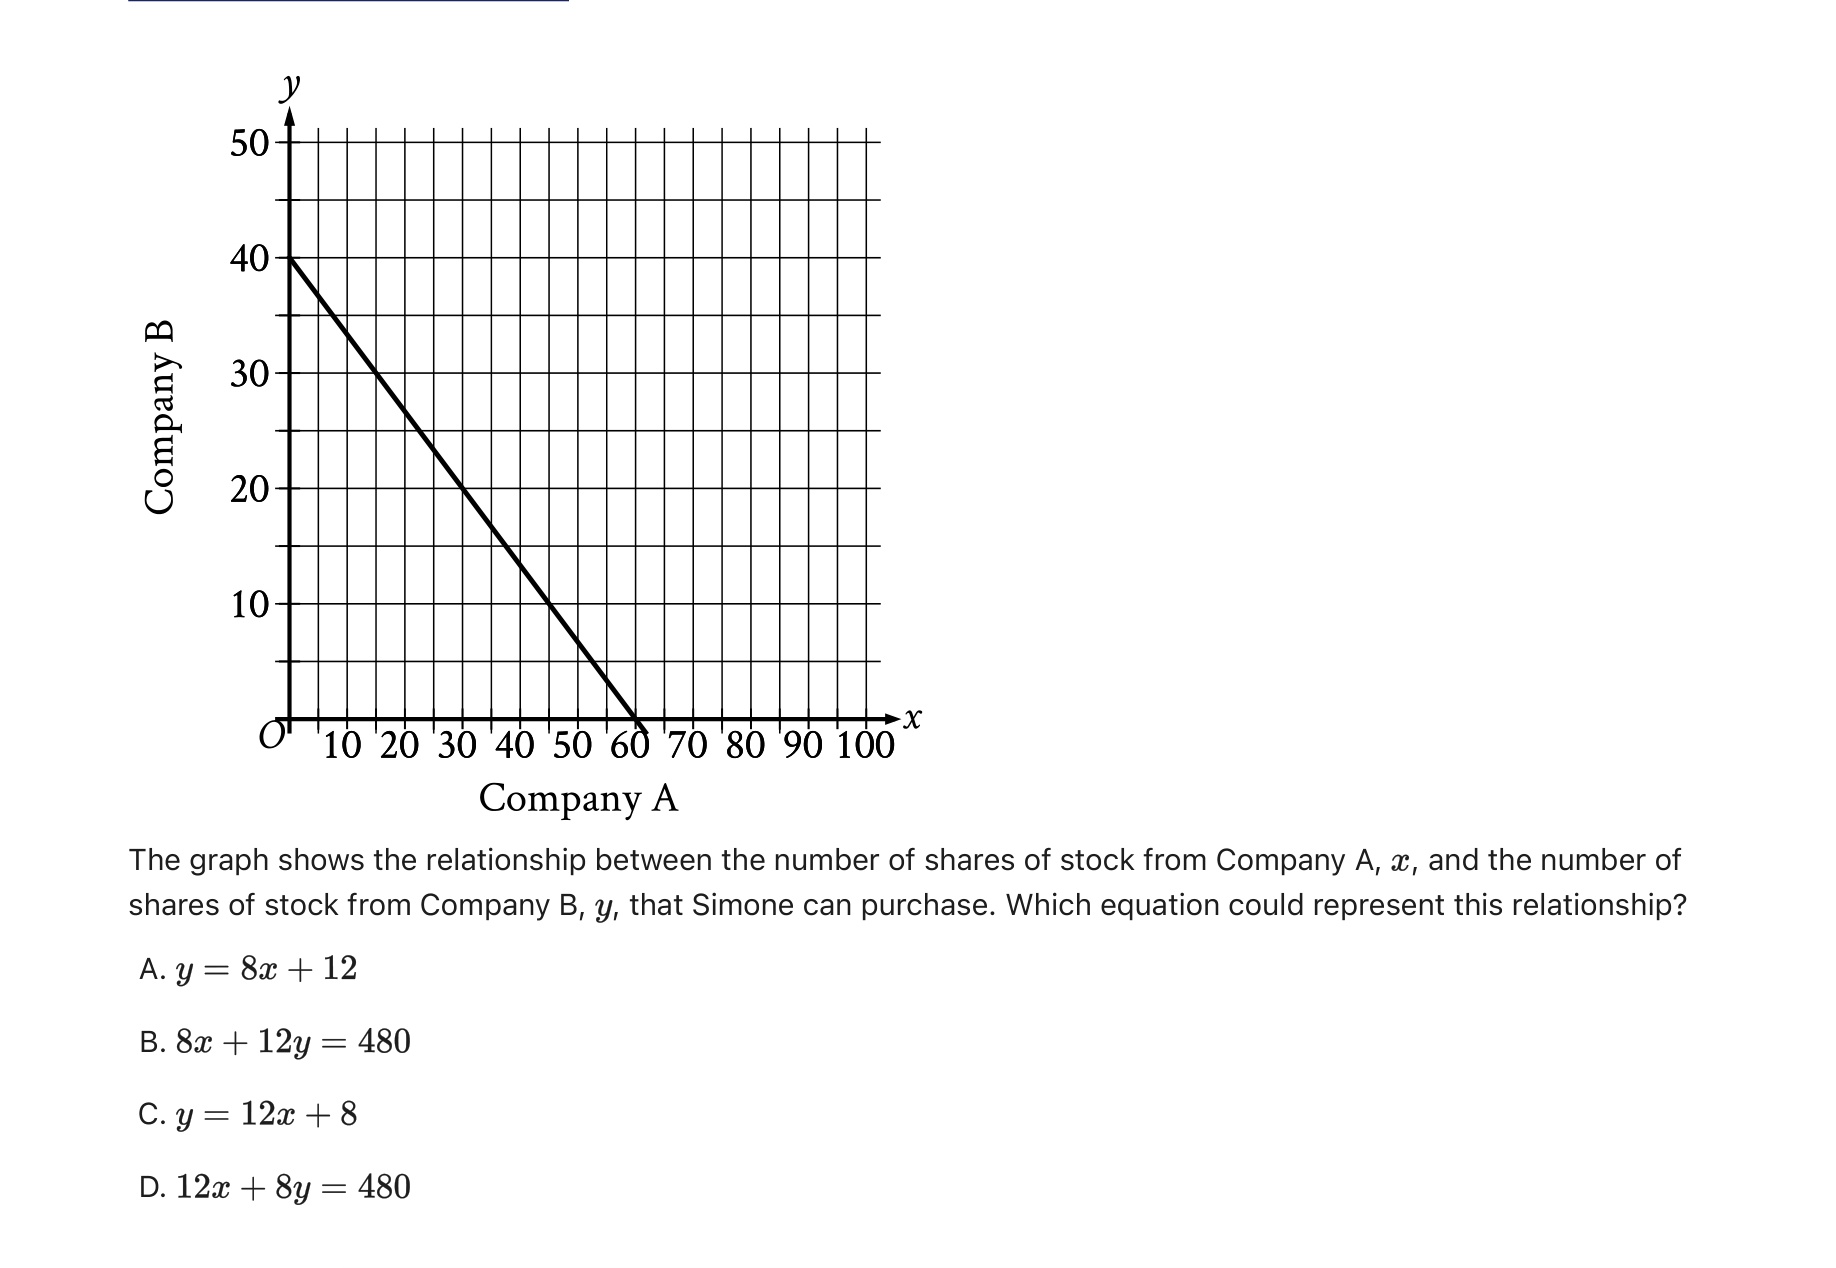 y
50
40
30
20
10
Company B
O 10 20 30 40 50 60 70 80 90 100 x
Company A
The graph shows the relationship between the number of shares of stock from Company A, x, and the number of
shares of stock from Company B, y, that Simone can purchase. Which equation could represent this relationship?
A. y = 8x + 12
B. 8x + 12y = 480
C. y = 12x + 8
D. 12x + 8y = 480